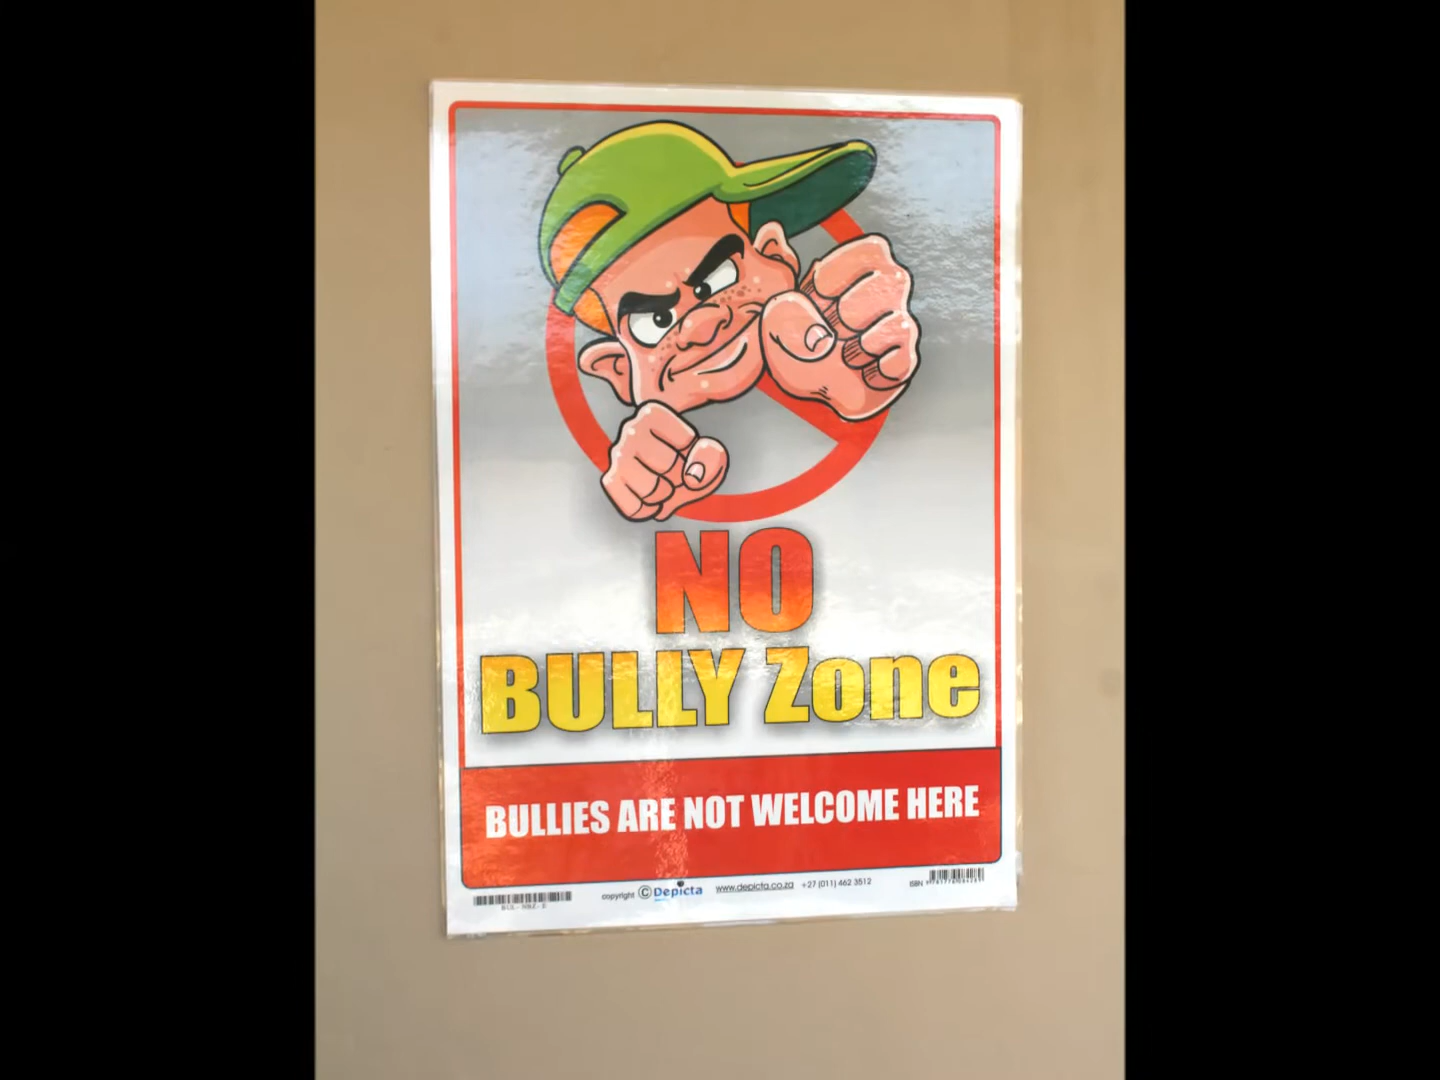 NO
BULLY Zone
BULLIES ARE NOT WELCOME HERE
copyright © Depicta www.depicta.co.za +27 (011) 462 3512 ISBN